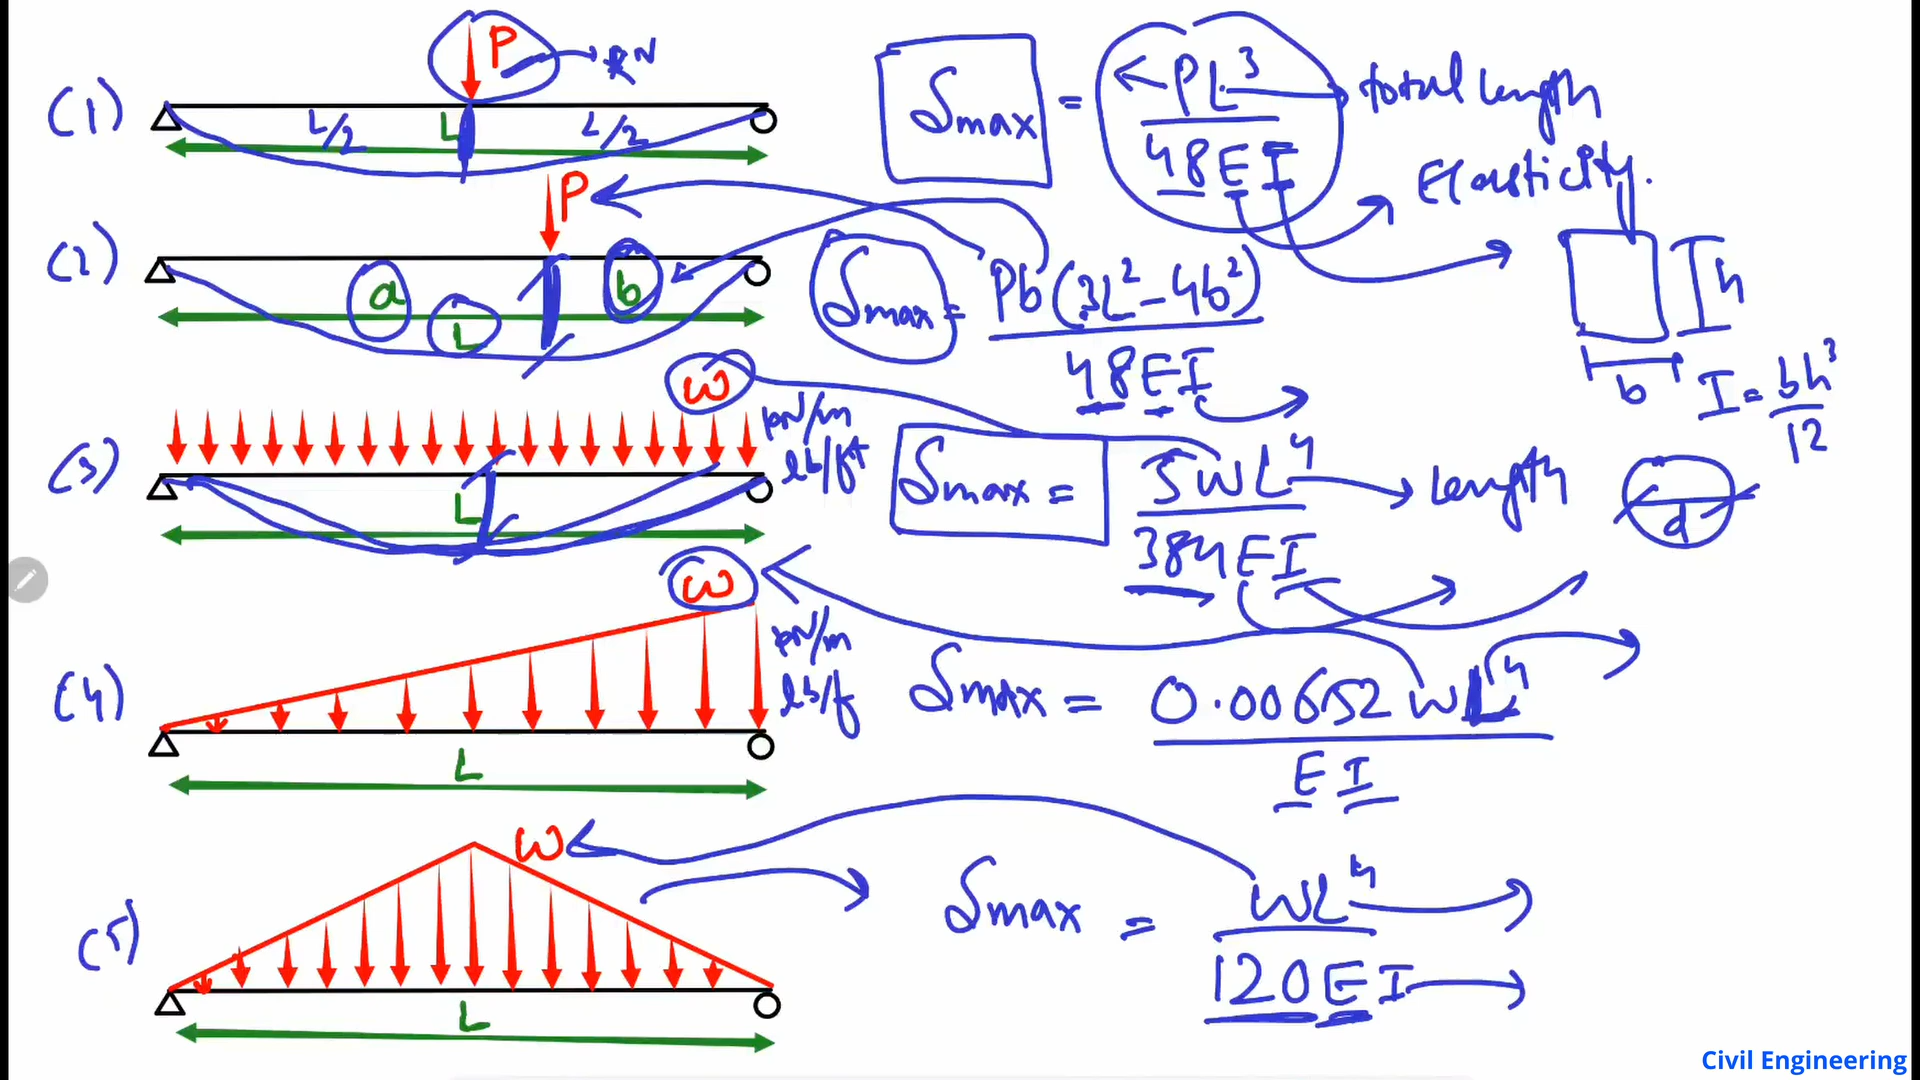 (1)
P
kN
L/2
L
L/2
δmax = PL³ / 48EI
total length
Elasticity.
h
b
I = bh³ / 12
(2)
P
a
L
b
δmax = Pb(3L² - 4b²) / 48EI
(3)
w
kN/m
lb/ft
L
δmax = 5WL⁴ / 384EI
length
d
(4)
w
kN/m
lb/f
L
δmax = 0.00652WL⁴ / EI
(5)
w
L
δmax = WL⁴ / 120EI
Civil Engineering